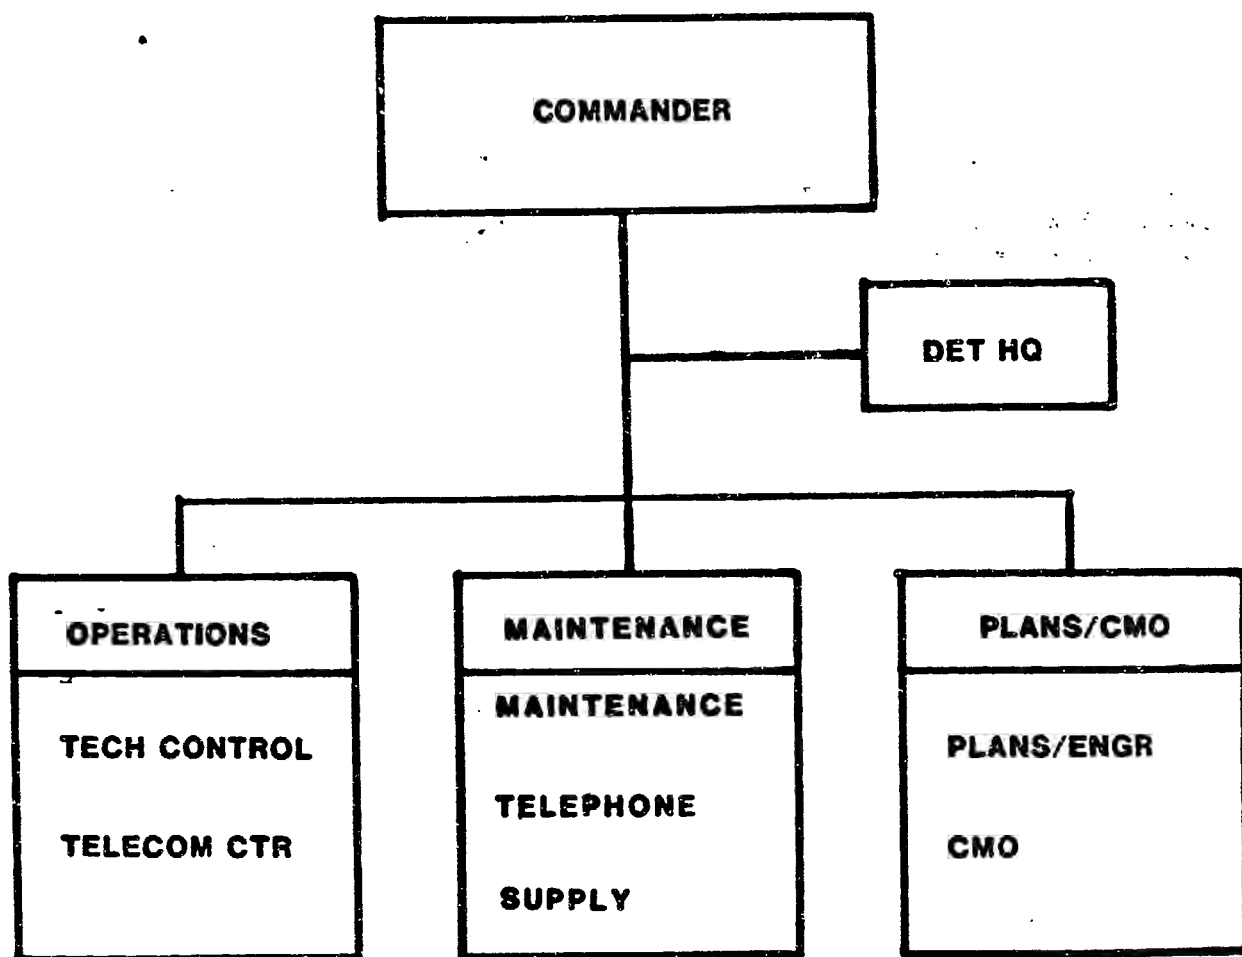 COMMANDER
DET HQ
OPERATIONS
TECH CONTROL
TELECOM CTR
MAINTENANCE
MAINTENANCE
TELEPHONE
SUPPLY
PLANS/CMO
PLANS/ENGR
CMO